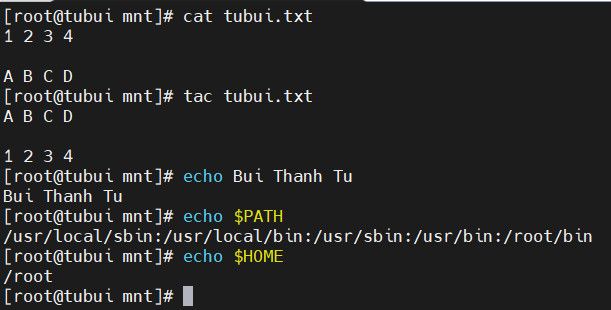 [root@tubui mnt]# cat tubui.txt
1 2 3 4

A B C D
[root@tubui mnt]# tac tubui.txt
A B C D

1 2 3 4
[root@tubui mnt]# echo Bui Thanh Tu
Bui Thanh Tu
[root@tubui mnt]# echo $PATH
/usr/local/sbin:/usr/local/bin:/usr/sbin:/usr/bin:/root/bin
[root@tubui mnt]# echo $HOME
/root
[root@tubui mnt]#